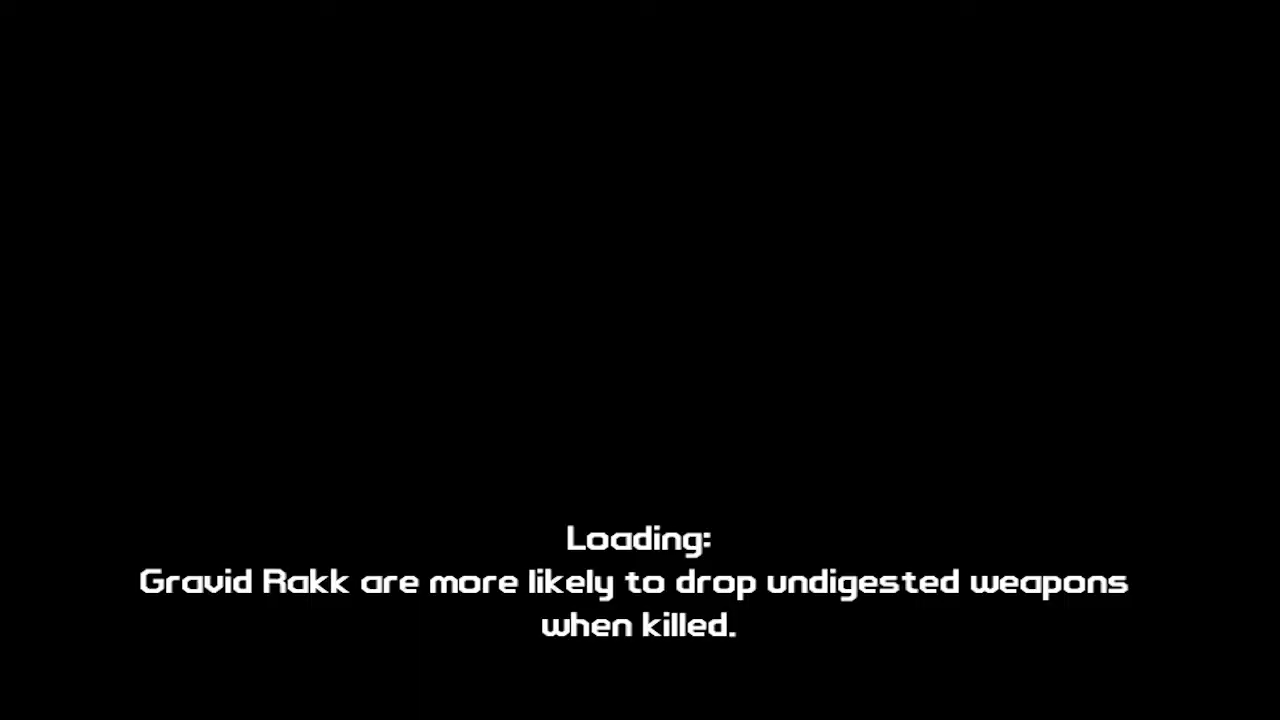 Loading:
Gravid Rakk are more likely to drop undigested weapons
when killed.